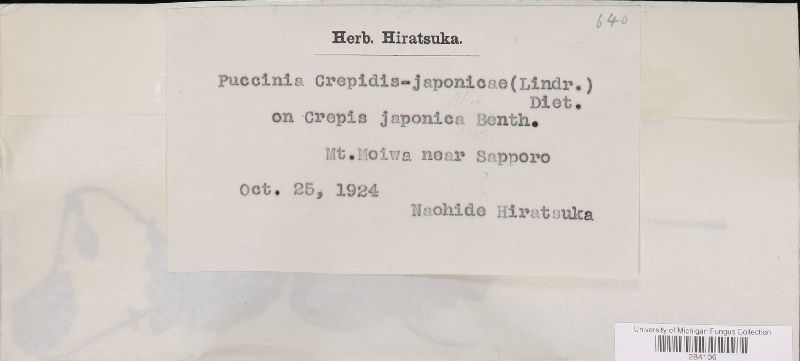 640
Herb. Hiratsuka.
Puccinia Crepidis-japonicae(Lindr.)
Diet.
on Crepis japonica Benth.
Mt.Moiwa near Sapporo
Oct. 25, 1924
Naohide Hiratsuka
University of Michigan Fungus Collection
284106